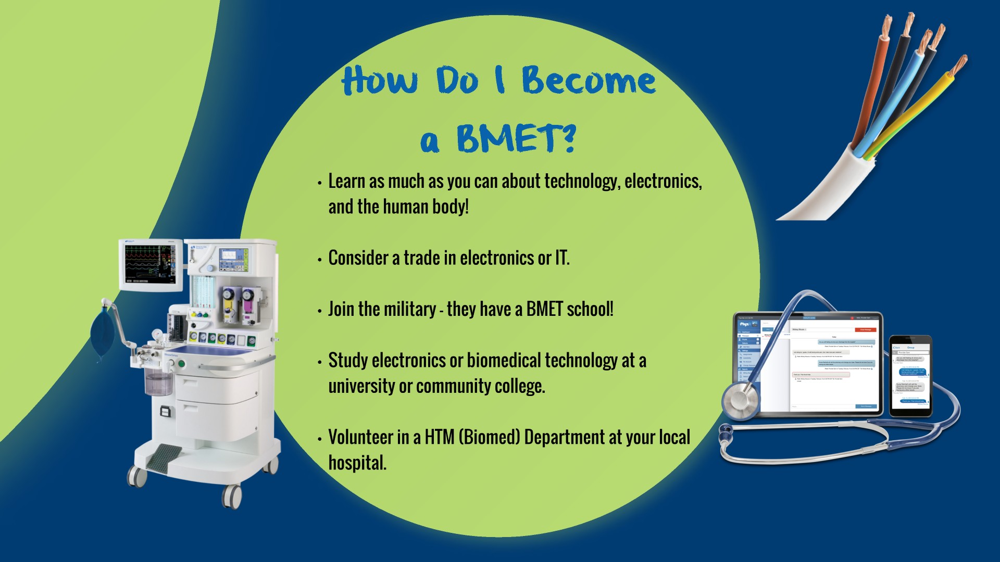 How Do I Become
a BMET?
• Learn as much as you can about technology, electronics,
and the human body!
• Consider a trade in electronics or IT.
• Join the military - they have a BMET school!
• Study electronics or biomedical technology at a
university or community college.
• Volunteer in a HTM (Biomed) Department at your local
hospital.